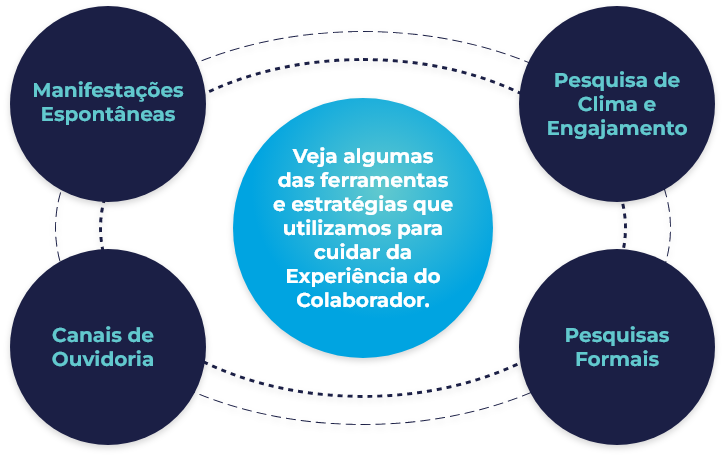 Manifestações
Espontâneas
Pesquisa de
Clima e
Engajamento
Veja algumas
das ferramentas
e estratégias que
utilizamos para
cuidar da
Experiência do
Colaborador.
Canais de
Ouvidoria
Pesquisas
Formais